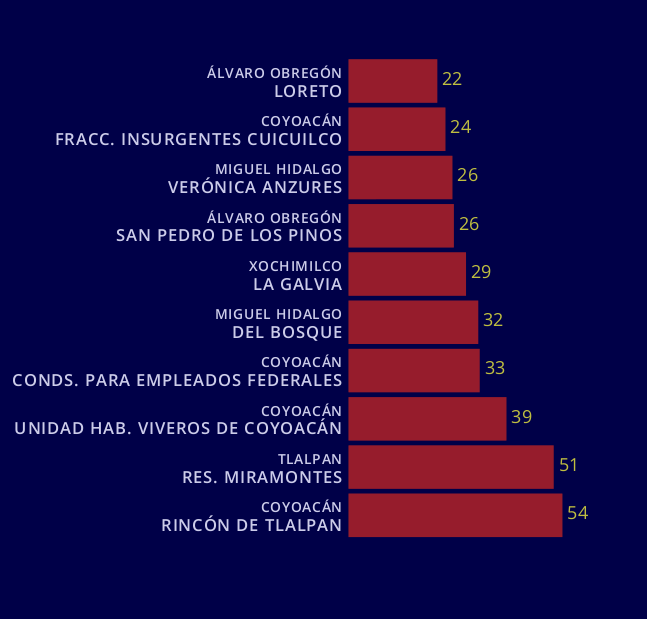 ÁLVARO OBREGÓN
LORETO
22
COYOACÁN
FRACC. INSURGENTES CUICUILCO
24
MIGUEL HIDALGO
VERÓNICA ANZURES
26
ÁLVARO OBREGÓN
SAN PEDRO DE LOS PINOS
26
XOCHIMILCO
LA GALVIA
29
MIGUEL HIDALGO
DEL BOSQUE
32
COYOACÁN
CONDS. PARA EMPLEADOS FEDERALES
33
COYOACÁN
UNIDAD HAB. VIVEROS DE COYOACÁN
39
TLALPAN
RES. MIRAMONTES
51
COYOACÁN
RINCÓN DE TLALPAN
54